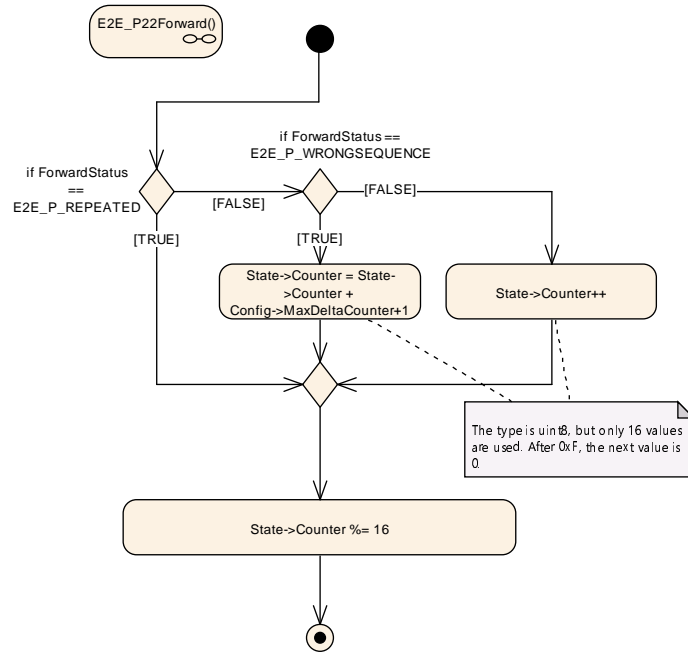 E2E_P22Forward()
if ForwardStatus ==
E2E_P_WRONGSEQUENCE
if ForwardStatus
==
E2E_P_REPEATED
[FALSE]
[FALSE]
[TRUE]
[TRUE]
State->Counter = State-
>Counter +
Config->MaxDeltaCounter+1
State->Counter++
The type is uint8, but only 16 values
are used. After 0xF, the next value is
0.
State->Counter %= 16